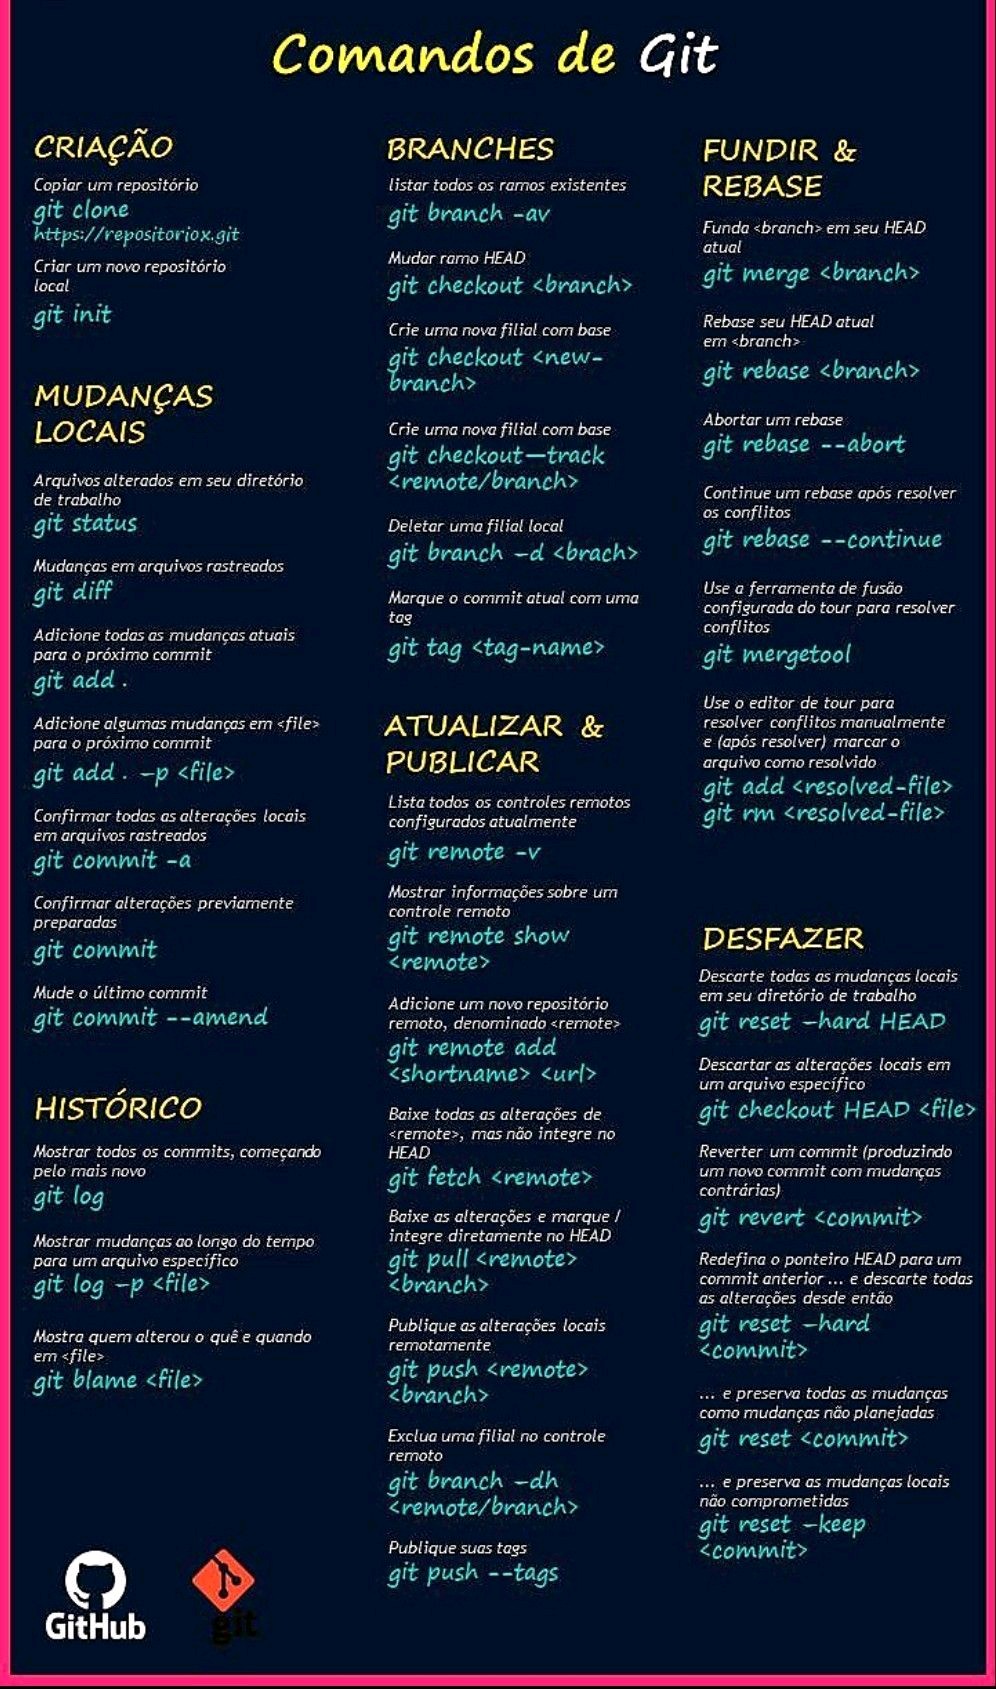 Comandos de Git
CRIAÇÃO
Copiar um repositório
git clone
https://repositoriox.git
Criar um novo repositório
local
git init
MUDANÇAS
LOCAIS
Arquivos alterados em seu diretório
de trabalho
git status
Mudanças em arquivos rastreados
git diff
Adicione todas as mudanças atuais
para o próximo commit
git add .
Adicione algumas mudanças em <file>
para o próximo commit
git add . –p <file>
Confirmar todas as alterações locais
em arquivos rastreados
git commit -a
Confirmar alterações previamente
preparadas
git commit
Mude o último commit
git commit --amend
HISTÓRICO
Mostrar todos os commits, começando
pelo mais novo
git log
Mostrar mudanças ao longo do tempo
para um arquivo específico
git log –p <file>
Mostra quem alterou o quê e quando
em <file>
git blame <file>
GitHub
git
BRANCHES
listar todos os ramos existentes
git branch -av
Mudar ramo HEAD
git checkout <branch>
Crie uma nova filial com base
git checkout <new-
branch>
Crie uma nova filial com base
git checkout—track
<remote/branch>
Deletar uma filial local
git branch –d <brach>
Marque o commit atual com uma
tag
git tag <tag-name>
ATUALIZAR &
PUBLICAR
Lista todos os controles remotos
configurados atualmente
git remote -v
Mostrar informações sobre um
controle remoto
git remote show
<remote>
Adicione um novo repositório
remoto, denominado <remote>
git remote add
<shortname> <url>
Baixe todas as alterações de
<remote>, mas não integre no
HEAD
git fetch <remote>
Baixe as alterações e marque /
integre diretamente no HEAD
git pull <remote>
<branch>
Publique as alterações locais
remotamente
git push <remote>
<branch>
Exclua uma filial no controle
remoto
git branch –dh
<remote/branch>
Publique suas tags
git push --tags
FUNDIR &
REBASE
Funda <branch> em seu HEAD
atual
git merge <branch>
Rebase seu HEAD atual
em <branch>
git rebase <branch>
Abortar um rebase
git rebase --abort
Continue um rebase após resolver
os conflitos
git rebase --continue
Use a ferramenta de fusão
configurada do tour para resolver
conflitos
git mergetool
Use o editor de tour para
resolver conflitos manualmente
e (após resolver) marcar o
arquivo como resolvido
git add <resolved-file>
git rm <resolved-file>
DESFAZER
Descarte todas as mudanças locais
em seu diretório de trabalho
git reset –hard HEAD
Descartar as alterações locais em
um arquivo específico
git checkout HEAD <file>
Reverter um commit (produzindo
um novo commit com mudanças
contrárias)
git revert <commit>
Redefina o ponteiro HEAD para um
commit anterior ... e descarte todas
as alterações desde então
git reset –hard
<commit>
... e preserva todas as mudanças
como mudanças não planejadas
git reset <commit>
... e preserva as mudanças locais
não comprometidas
git reset –keep
<commit>